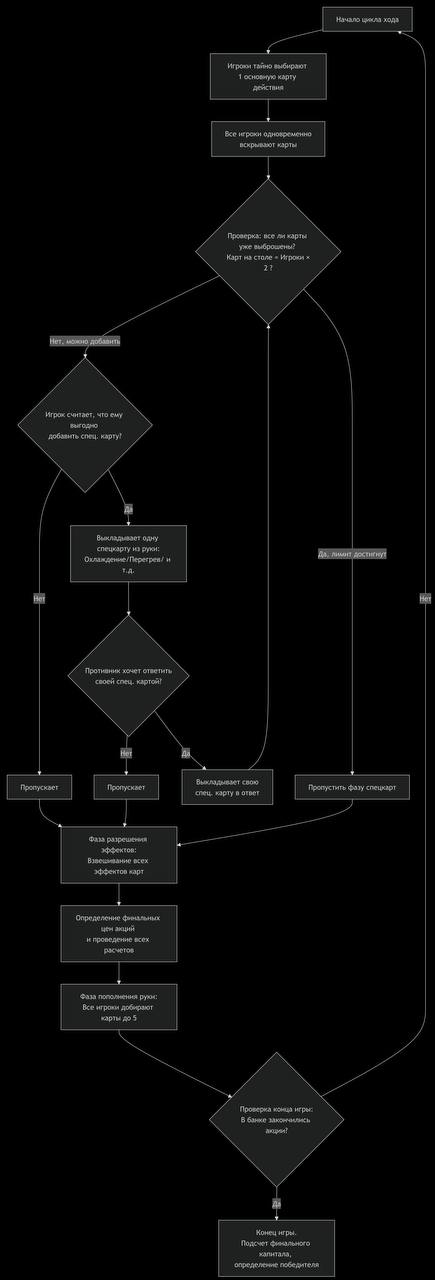 Начало цикла хода
Игроки тайно выбирают
1 основную карту
действия
Все игроки одновременно
вскрывают карты
Проверка: все ли карты
уже выброшены?
Карт на столе = Игроки ×
2 ?
Нет, можно добавить
Игрок считает, что ему
выгодно
добавить спец. карту?
Да
Выкладывает одну
спецкарту из руки:
Охлаждение/Перегрев/ и
т.д.
Да, лимит достигнут
Нет
Нет
Противник хочет ответить
своей спец. картой?
Нет
Да
Пропускает
Пропускает
Выкладывает свою
спец. карту в ответ
Пропустить фазу спецкарт
Фаза разрешения
эффектов:
Взвешивание всех
эффектов карт
Определение финальных
цен акций
и проведение всех
расчетов
Фаза пополнения руки:
Все игроки добирают
карты до 5
Проверка конца игры:
В банке закончились
акции?
Да
Конец игры.
Подсчет финального
капитала,
определение победителя